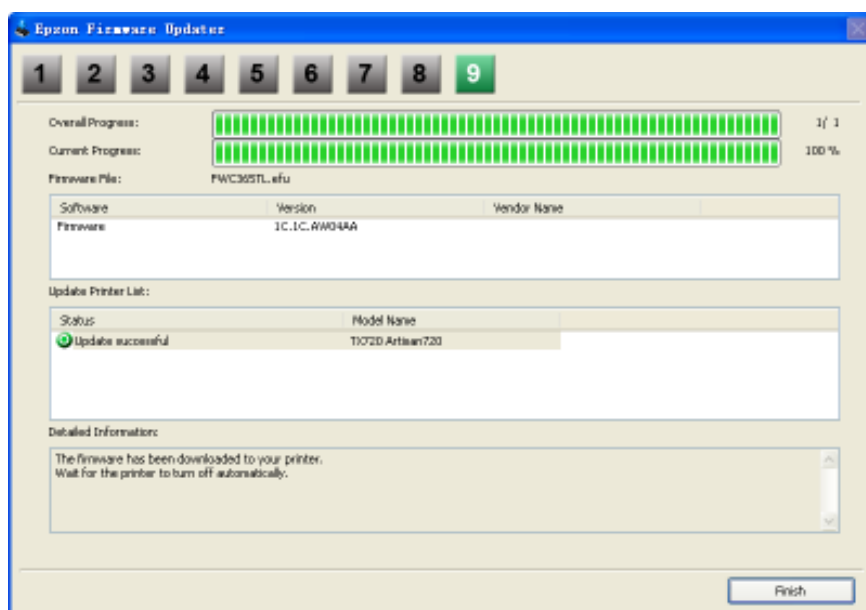 Epson Firmware Updater
1 2 3 4 5 6 7 8 9
Overall Progress: 1/ 1
Current Progress: 100 %
Firmware File: FWC365TL.efu
Software Version Vendor Name
Firmware 1C.1C.AW04AA
Update Printer List:
Status Model Name
Update successful TX720 Artisan720
Detailed Information:
The firmware has been downloaded to your printer.
Wait for the printer to turn off automatically.
Finish